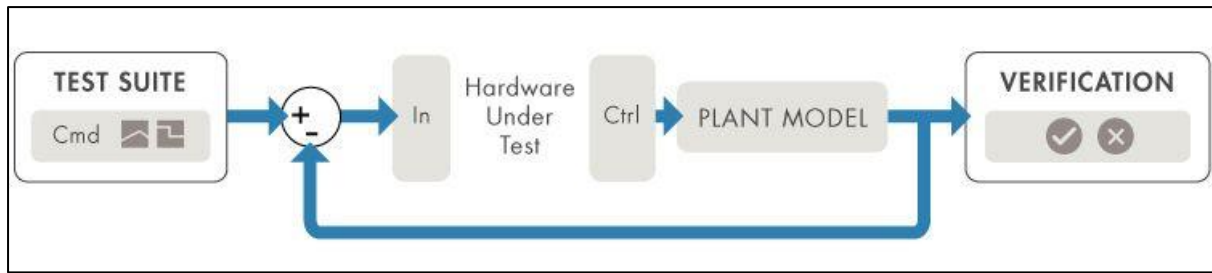 TEST SUITE
Cmd
+
-
In
Hardware
Under
Test
Ctrl
PLANT MODEL
VERIFICATION